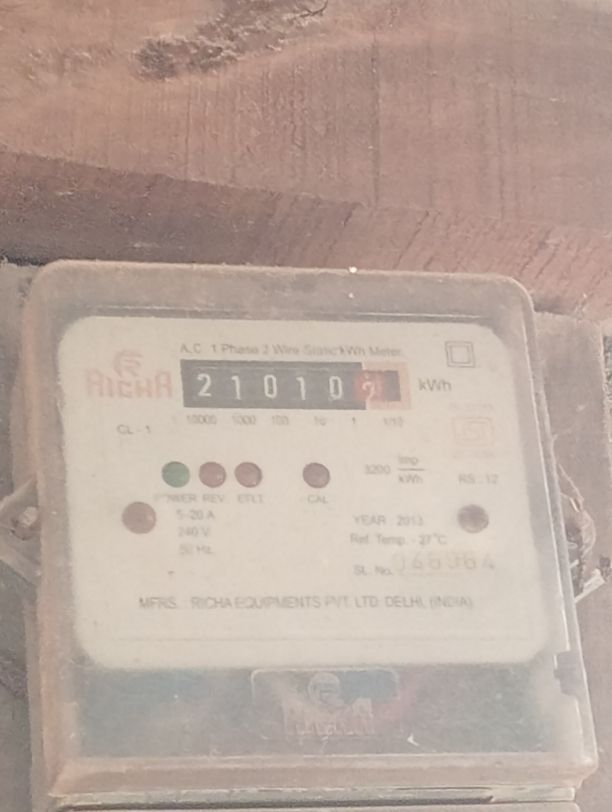 A.C. 1 Phase 2 Wire Static kWh Meter
RICHA
2 1 0 1 0 2 kWh
10000 1000 100 10 1 1/10
CL - 1
3200 Imp/kWh
RS : 12
POWER REV EFLT CAL
5-20 A
240 V
50 Hz.
YEARː 2013
Ref. Temp. - 27°C
SL. No.
MFRS. : RICHA EQUIPMENTS PVT. LTD. DELHI, (INDIA)